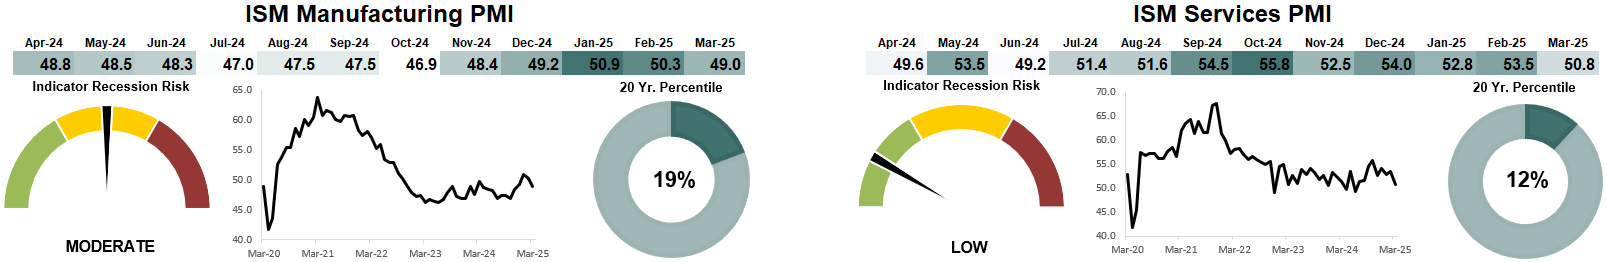 ISM Manufacturing PMI
Apr-24 May-24 Jun-24 Jul-24 Aug-24 Sep-24 Oct-24 Nov-24 Dec-24 Jan-25 Feb-25 Mar-25
48.8 48.5 48.3 47.0 47.5 47.5 46.9 48.4 49.2 50.9 50.3 49.0
Indicator Recession Risk
MODERATE
65.0
60.0
55.0
50.0
45.0
40.0
Mar-20 Mar-21 Mar-22 Mar-23 Mar-24 Mar-25
20 Yr. Percentile
19%
ISM Services PMI
Apr-24 May-24 Jun-24 Jul-24 Aug-24 Sep-24 Oct-24 Nov-24 Dec-24 Jan-25 Feb-25 Mar-25
49.6 53.5 49.2 51.4 51.6 54.5 55.8 52.5 54.0 52.8 53.5 50.8
Indicator Recession Risk
LOW
70.0
65.0
60.0
55.0
50.0
45.0
40.0
Mar-20 Mar-21 Mar-22 Mar-23 Mar-24 Mar-25
20 Yr. Percentile
12%